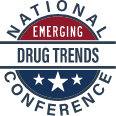 NATIONAL
EMERGING
DRUG TRENDS
CONFERENCE